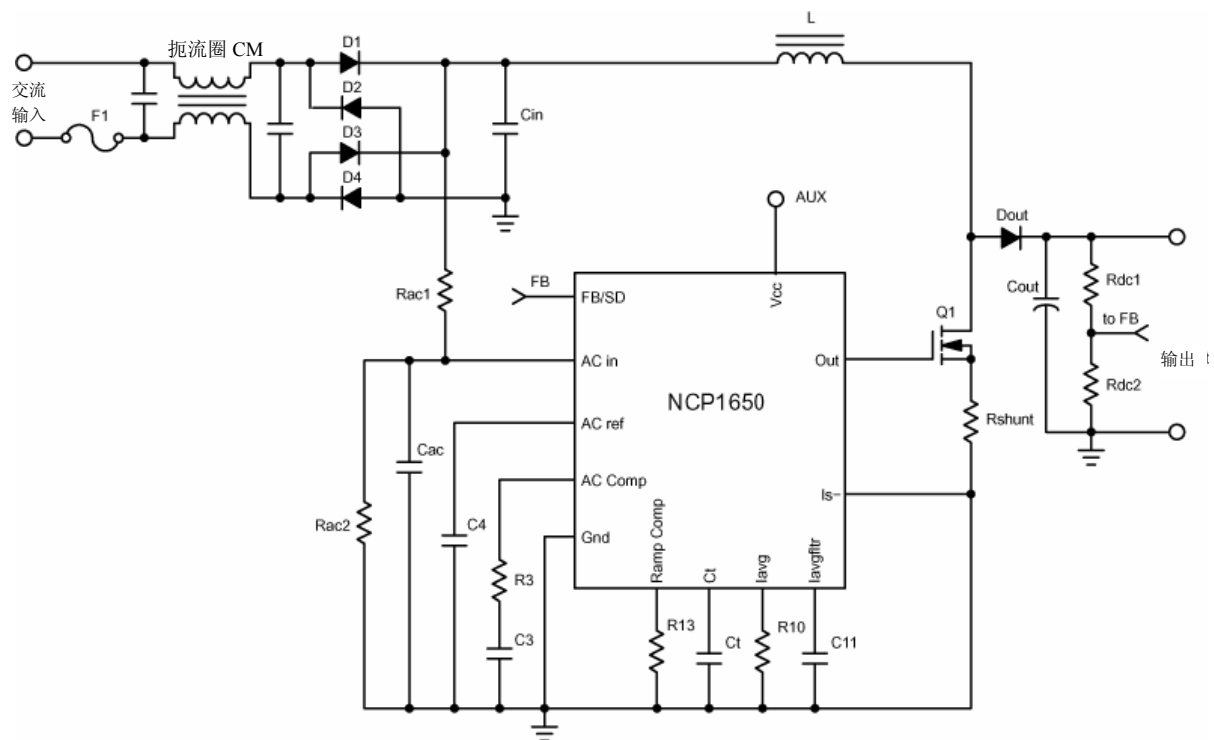 L
扼流圈 CM
D1
交流
输入
F1
D2
D3
D4
Cin
AUX
Dout
Rac1
FB
FB/SD
Vcc
Cout
Rdc1
to FB
Rdc2
输出
Q1
Out
AC in
NCP1650
AC ref
Cac
AC Comp
Rshunt
Is−
Rac2
C4
Gnd
Ramp Comp
Ct
Iavg
Iavgfltr
R3
C3
R13
Ct
R10
C11